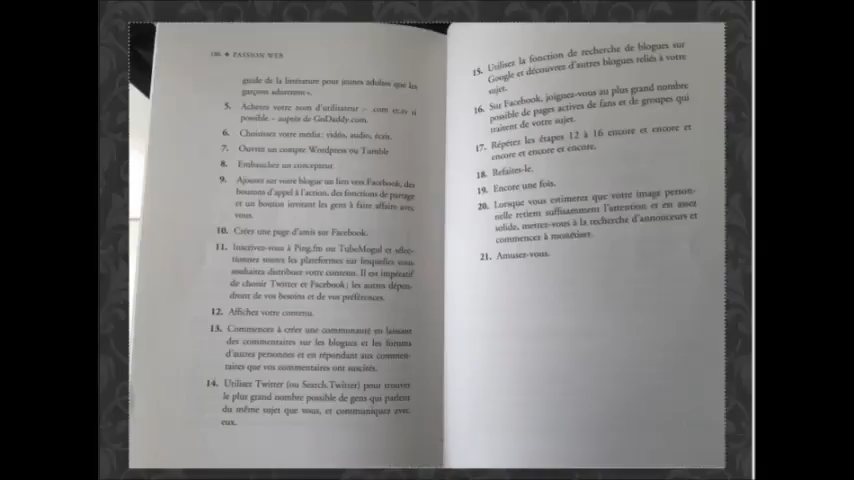 186 ♦ PASSION WEB
guide de la littérature pour jeunes adultes que les
garçons adoreront».
5. Achetez votre nom d'utilisateur – .com et .tv si
possible – auprès de GoDaddy.com.
6. Choisissez votre média : vidéo, audio, écrit.
7. Ouvrez un compte Wordpress ou Tumblr
8. Embauchez un concepteur.
9. Ajoutez sur votre blogue un lien vers Facebook, des
boutons d'appel à l'action, des fonctions de partage
et un bouton invitant les gens à faire affaire avec
vous.
10. Créez une page d'amis sur Facebook.
11. Inscrivez-vous à Ping.fm ou TubeMogul et sélec-
tionnez toutes les plateformes sur lesquelles vous
souhaitez distribuer votre contenu. Il est impératif
de choisir Twitter et Facebook; les autres dépen-
dront de vos besoins et de vos préférences.
12. Affichez votre contenu.
13. Commencez à créer une communauté en laissant
des commentaires sur les blogues et les forums
d'autres personnes et en répondant aux commen-
taires que vos commentaires ont suscités.
14. Utilisez Twitter (ou Search.Twitter) pour trouver
le plus grand nombre possible de gens qui parlent
du même sujet que vous, et communiquez avec
eux.
15. Utilisez la fonction de recherche de blogues sur
Google et découvrez d'autres blogues reliés à votre
sujet.
16. Sur Facebook, joignez-vous au plus grand nombre
possible de pages actives de fans et de groupes qui
traitent de votre sujet.
17. Répétez les étapes 12 à 16 encore et encore et
encore et encore et encore.
18. Refaites-le.
19. Encore une fois.
20. Lorsque vous estimerez que votre image person-
nelle retient suffisamment l'attention et est assez
solide, mettez-vous à la recherche d'annonceurs et
commencez à monétiser.
21. Amusez-vous.